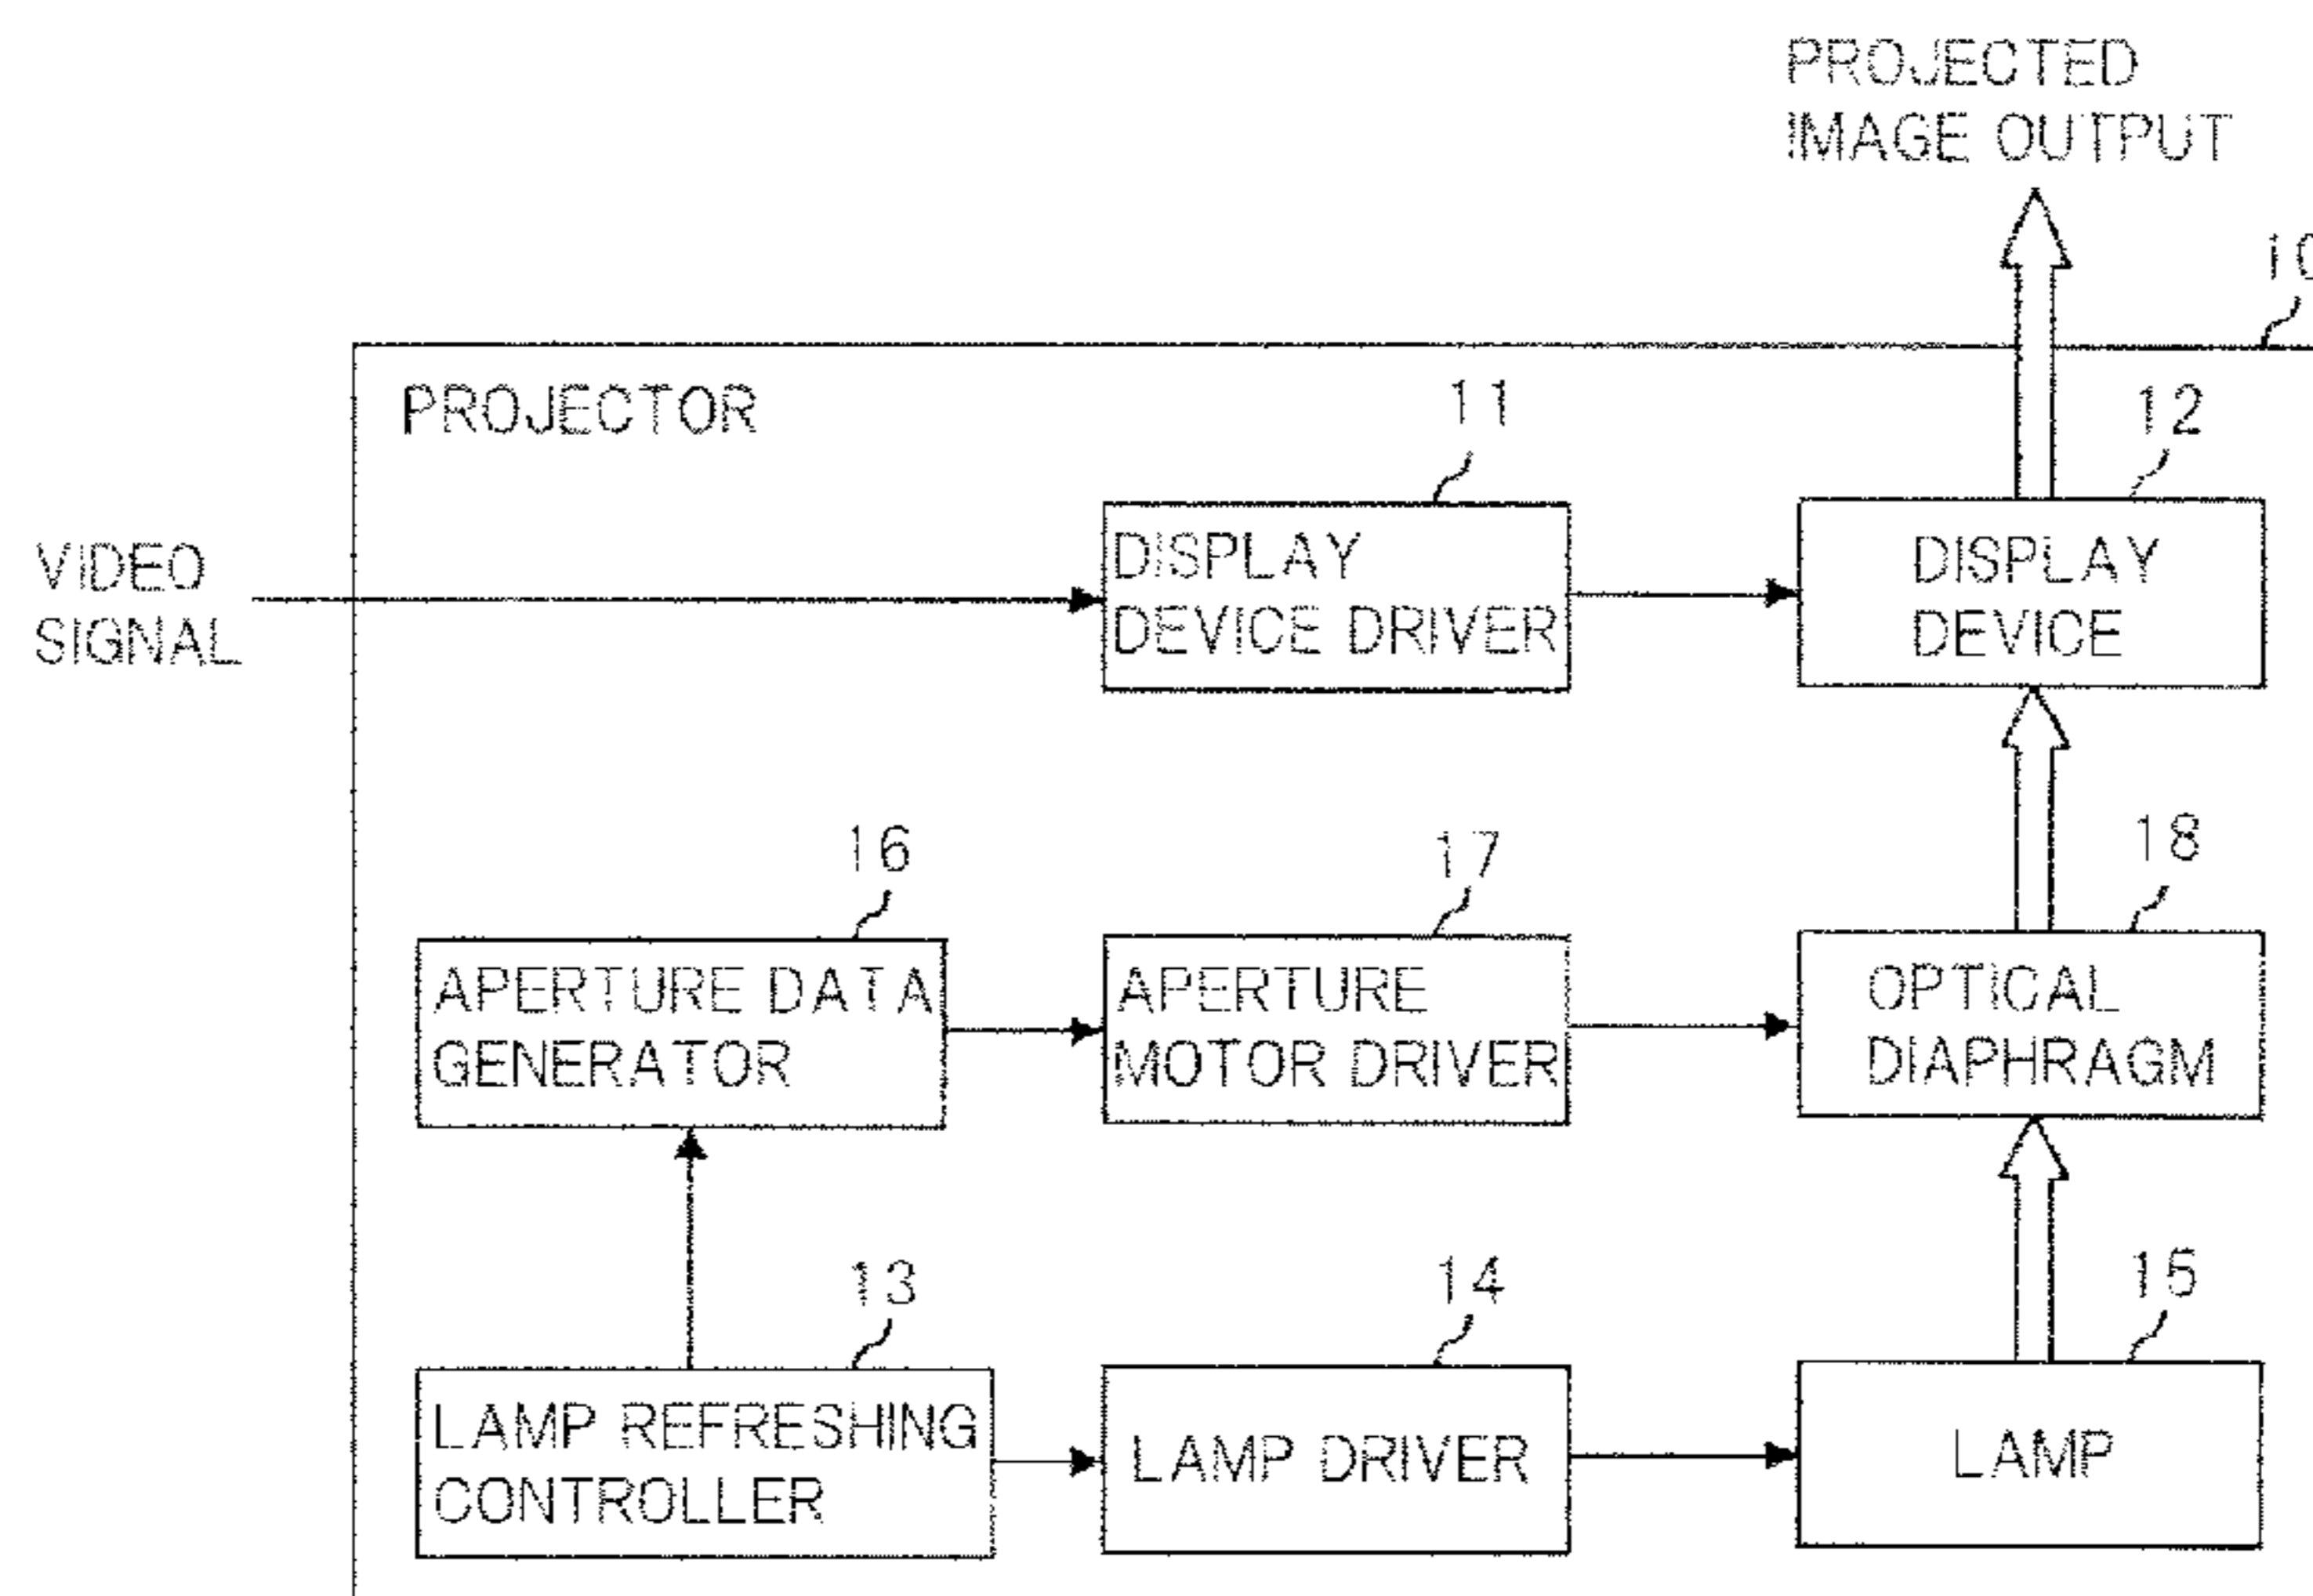 PROJECTED
IMAGE OUTPUT
10
PROJECTOR
11
12
VIDEO
SIGNAL
DISPLAY
DEVICE DRIVER
DISPLAY
DEVICE
16
17
18
APERTURE DATA
GENERATOR
APERTURE
MOTOR DRIVER
OPTICAL
DIAPHRAGM
13
14
15
LAMP REFRESHING
CONTROLLER
LAMP DRIVER
LAMP